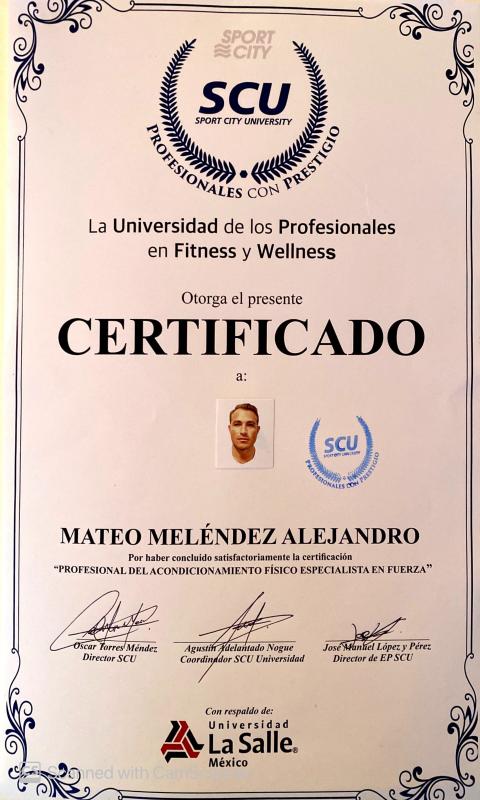 SPORT
CITY
SCU
SPORT CITY UNIVERSITY
PROFESIONALES CON PRESTIGIO
La Universidad de los Profesionales
en Fitness y Wellness
Otorga el presente
CERTIFICADO
a:
SCU
SPORT CITY UNIVERSITY
PROFESIONALES CON PRESTIGIO
MATEO MELÉNDEZ ALEJANDRO
Por haber concluido satisfactoriamente la certificación
“PROFESIONAL DEL ACONDICIONAMIENTO FÍSICO ESPECIALISTA EN FUERZA”
Oscar Torres Méndez
Director SCU
Agustín Adelantado Nogue
Coordinador SCU Universidad
José Manuel López y Pérez
Director de EP SCU
Con respaldo de:
Universidad
La Salle®
México
CS Scanned with CamScanner